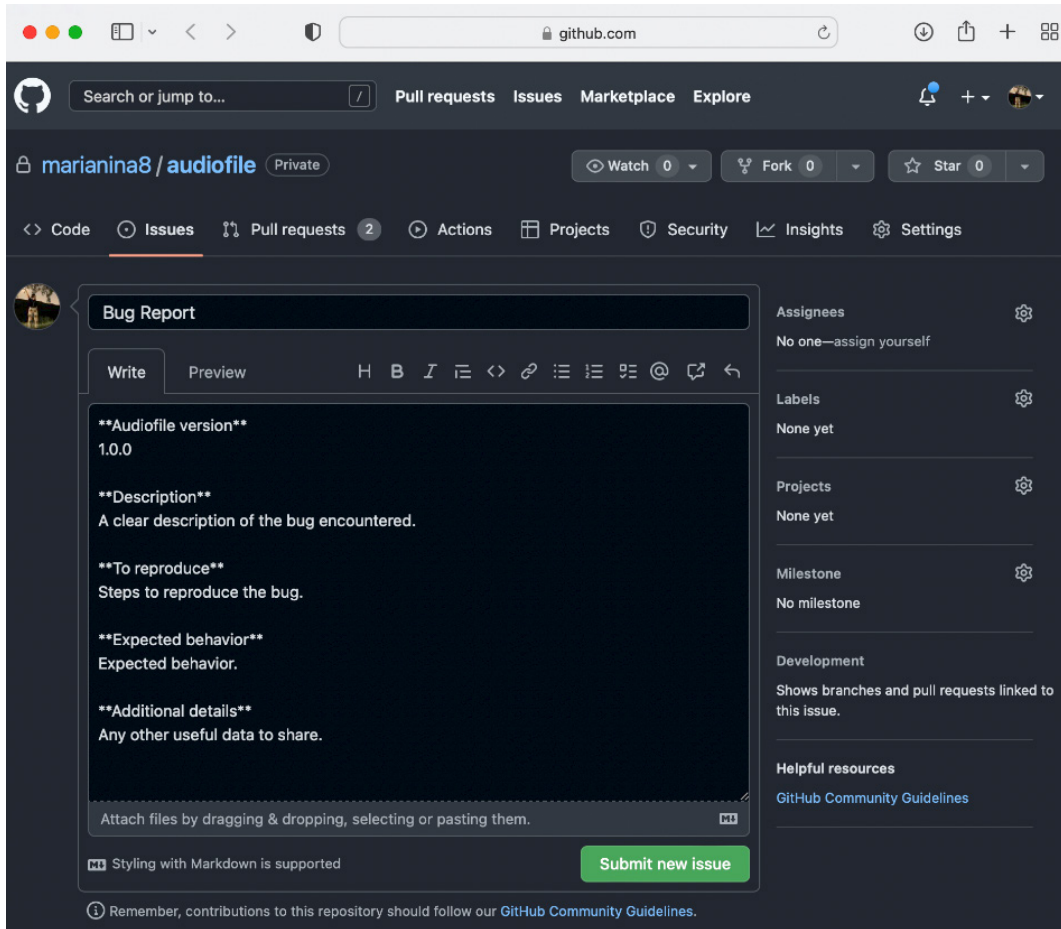 github.com
Search or jump to... /
Pull requests Issues Marketplace Explore
marianina8 / audiofile Private
Watch 0 Fork 0 Star 0
<> Code Issues Pull requests 2 Actions Projects Security Insights Settings
Bug Report
Write Preview H B I <> @
**Audiofile version**
1.0.0
**Description**
A clear description of the bug encountered.
**To reproduce**
Steps to reproduce the bug.
**Expected behavior**
Expected behavior.
**Additional details**
Any other useful data to share.
Attach files by dragging & dropping, selecting or pasting them.
Styling with Markdown is supported
Submit new issue
Remember, contributions to this repository should follow our GitHub Community Guidelines.
Assignees
No one—assign yourself
Labels
None yet
Projects
None yet
Milestone
No milestone
Development
Shows branches and pull requests linked to
this issue.
Helpful resources
GitHub Community Guidelines